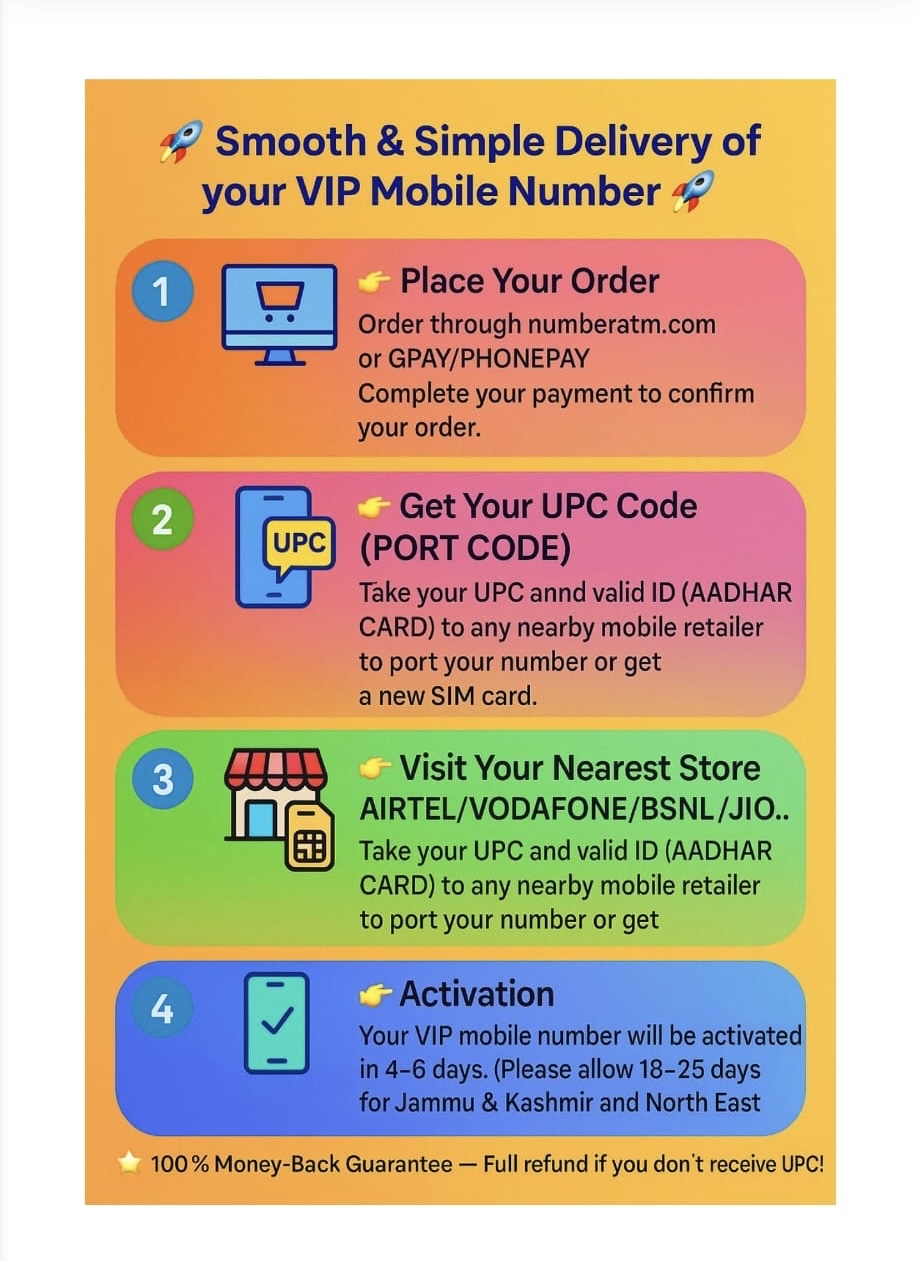 🚀 Smooth & Simple Delivery of
your VIP Mobile Number 🚀
1
👉 Place Your Order
Order through numberatm.com
or GPAY/PHONEPAY
Complete your payment to confirm
your order.
2
UPC
👉 Get Your UPC Code
(PORT CODE)
Take your UPC annd valid ID (AADHAR
CARD) to any nearby mobile retailer
to port your number or get
a new SIM card.
3
👉 Visit Your Nearest Store
AIRTEL/VODAFONE/BSNL/JIO..
Take your UPC and valid ID (AADHAR
CARD) to any nearby mobile retailer
to port your number or get
4
👉 Activation
Your VIP mobile number will be activated
in 4–6 days. (Please allow 18–25 days
for Jammu & Kashmir and North East
⭐ 100% Money-Back Guarantee — Full refund if you don't receive UPC!